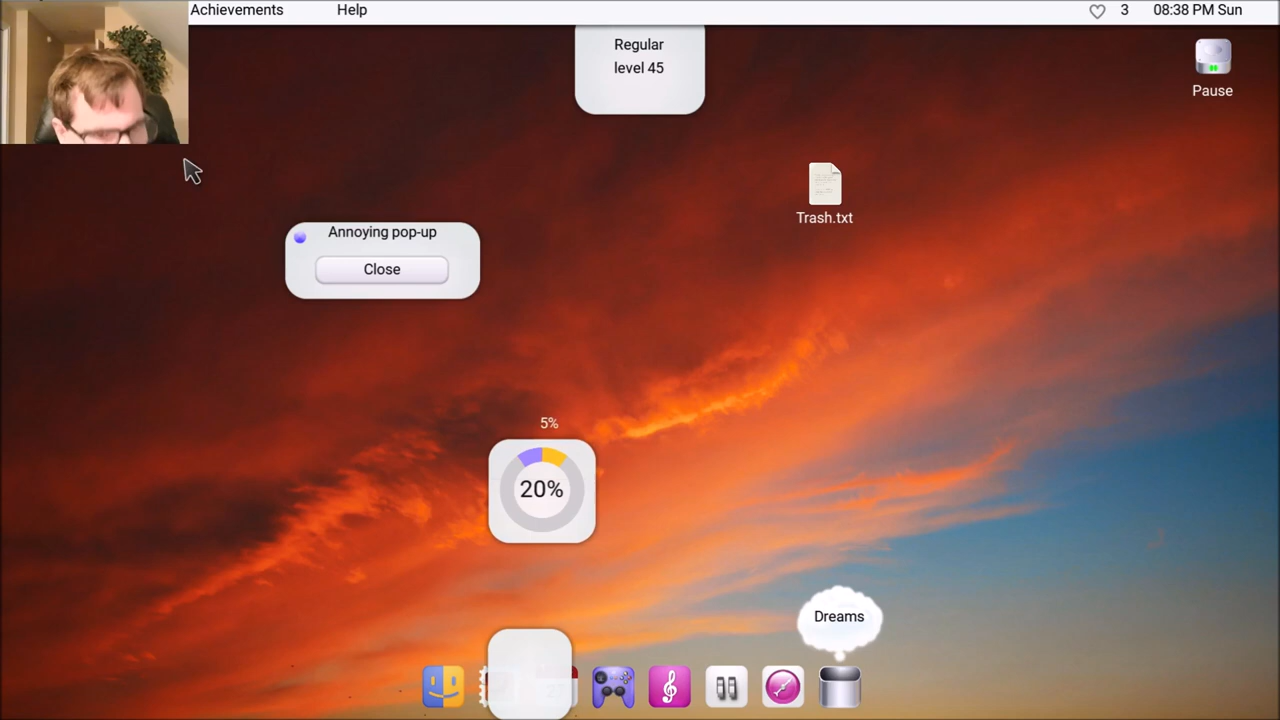 Achievements
Help
3
08:38 PM Sun
Regular
level 45
Pause
Trash.txt
Annoying pop-up
Close
5%
20%
Dreams